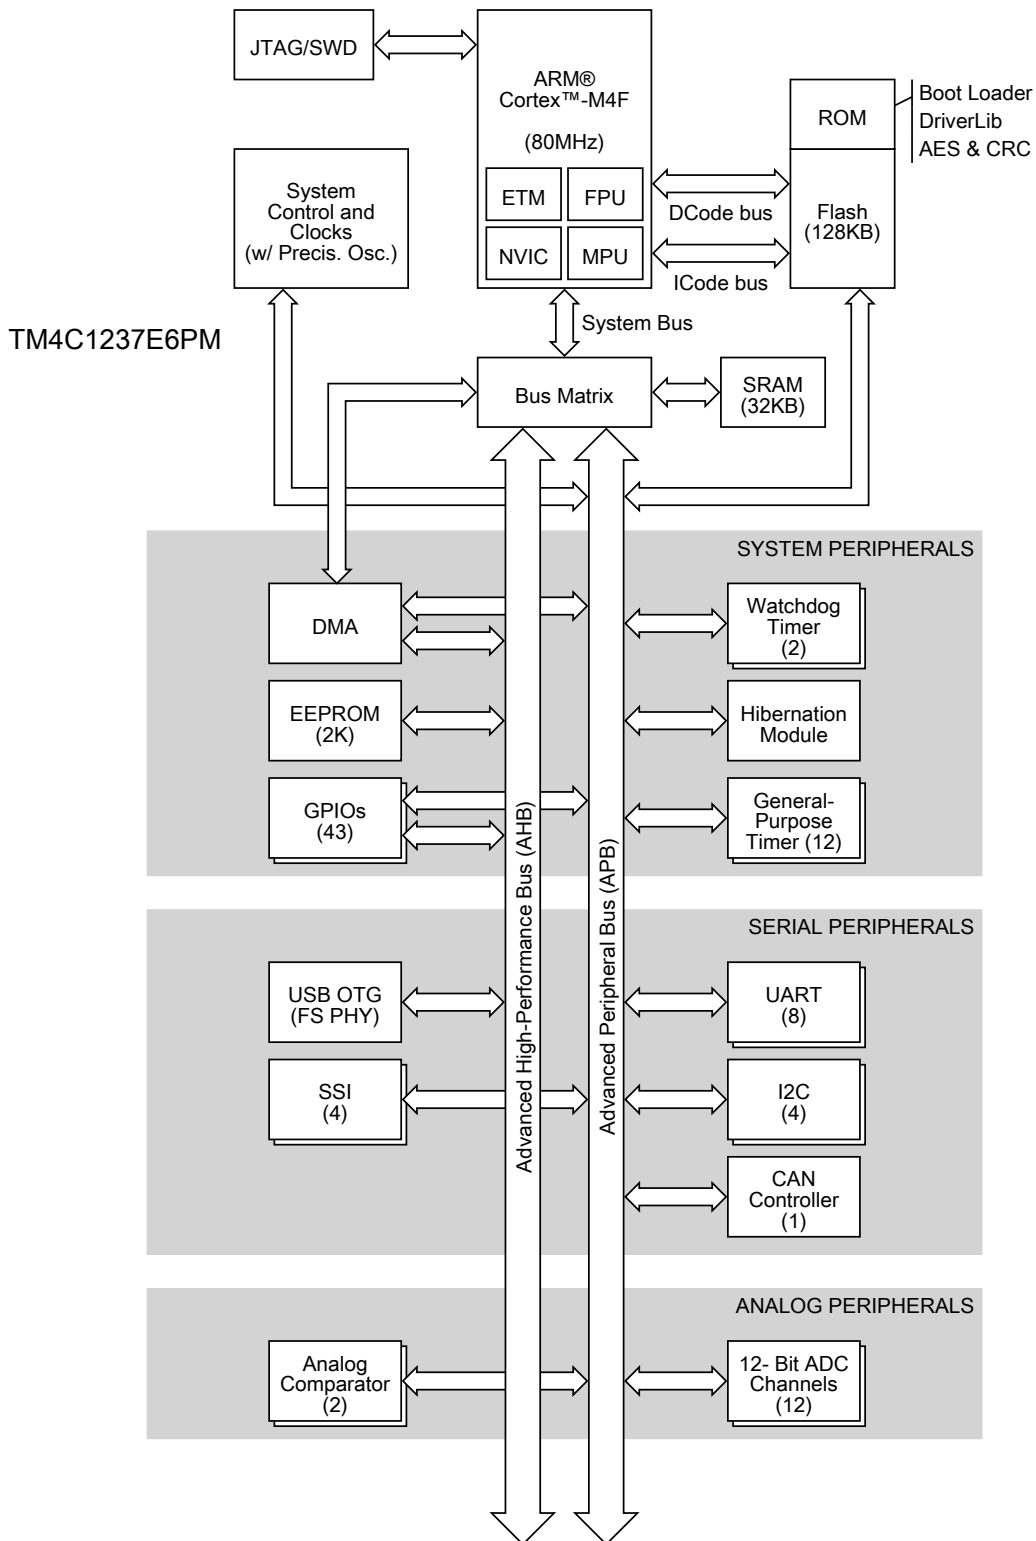 JTAG/SWD
ARM®
Cortex™-M4F
(80MHz)
ETM
FPU
NVIC
MPU
ROM
Boot Loader
DriverLib
AES & CRC
Flash
(128KB)
DCode bus
ICode bus
System
Control and
Clocks
(w/ Precis. Osc.)
System Bus
TM4C1237E6PM
Bus Matrix
SRAM
(32KB)
SYSTEM PERIPHERALS
DMA
Watchdog
Timer
(2)
EEPROM
(2K)
Hibernation
Module
GPIOs
(43)
General-
Purpose
Timer (12)
Advanced High-Performance Bus (AHB)
Advanced Peripheral Bus (APB)
SERIAL PERIPHERALS
USB OTG
(FS PHY)
UART
(8)
SSI
(4)
I2C
(4)
CAN
Controller
(1)
ANALOG PERIPHERALS
Analog
Comparator
(2)
12- Bit ADC
Channels
(12)